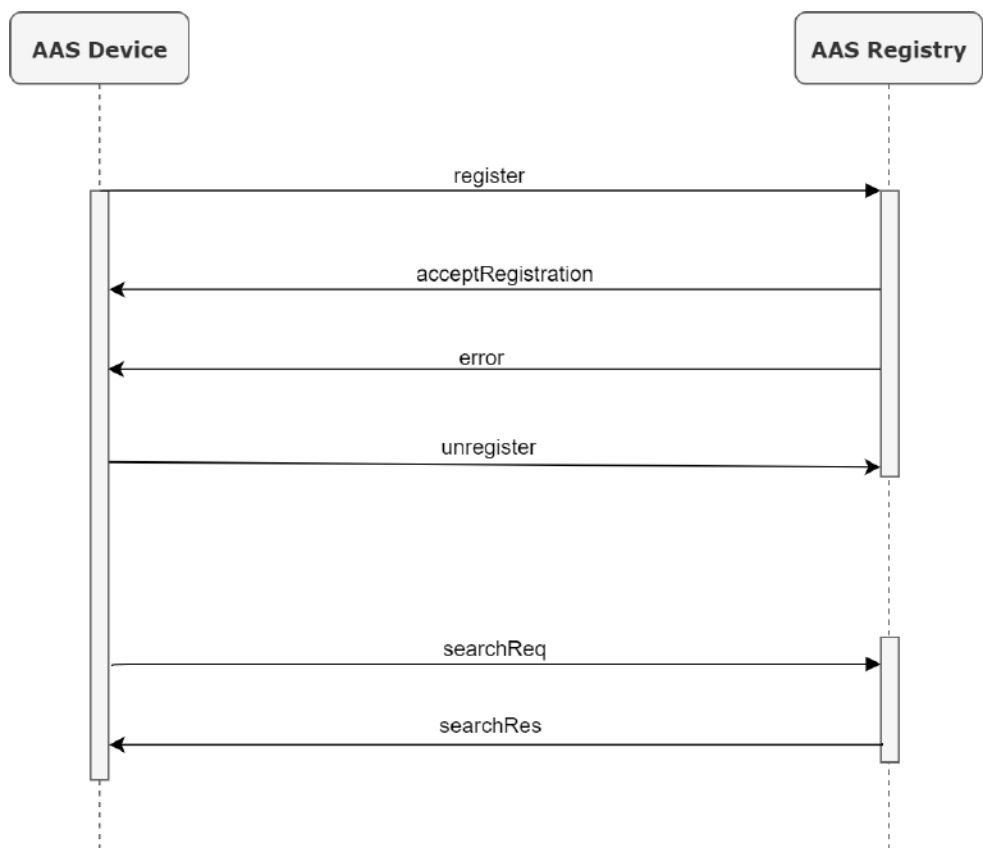 AAS Device
AAS Registry
register
acceptRegistration
error
unregister
searchReq
searchRes